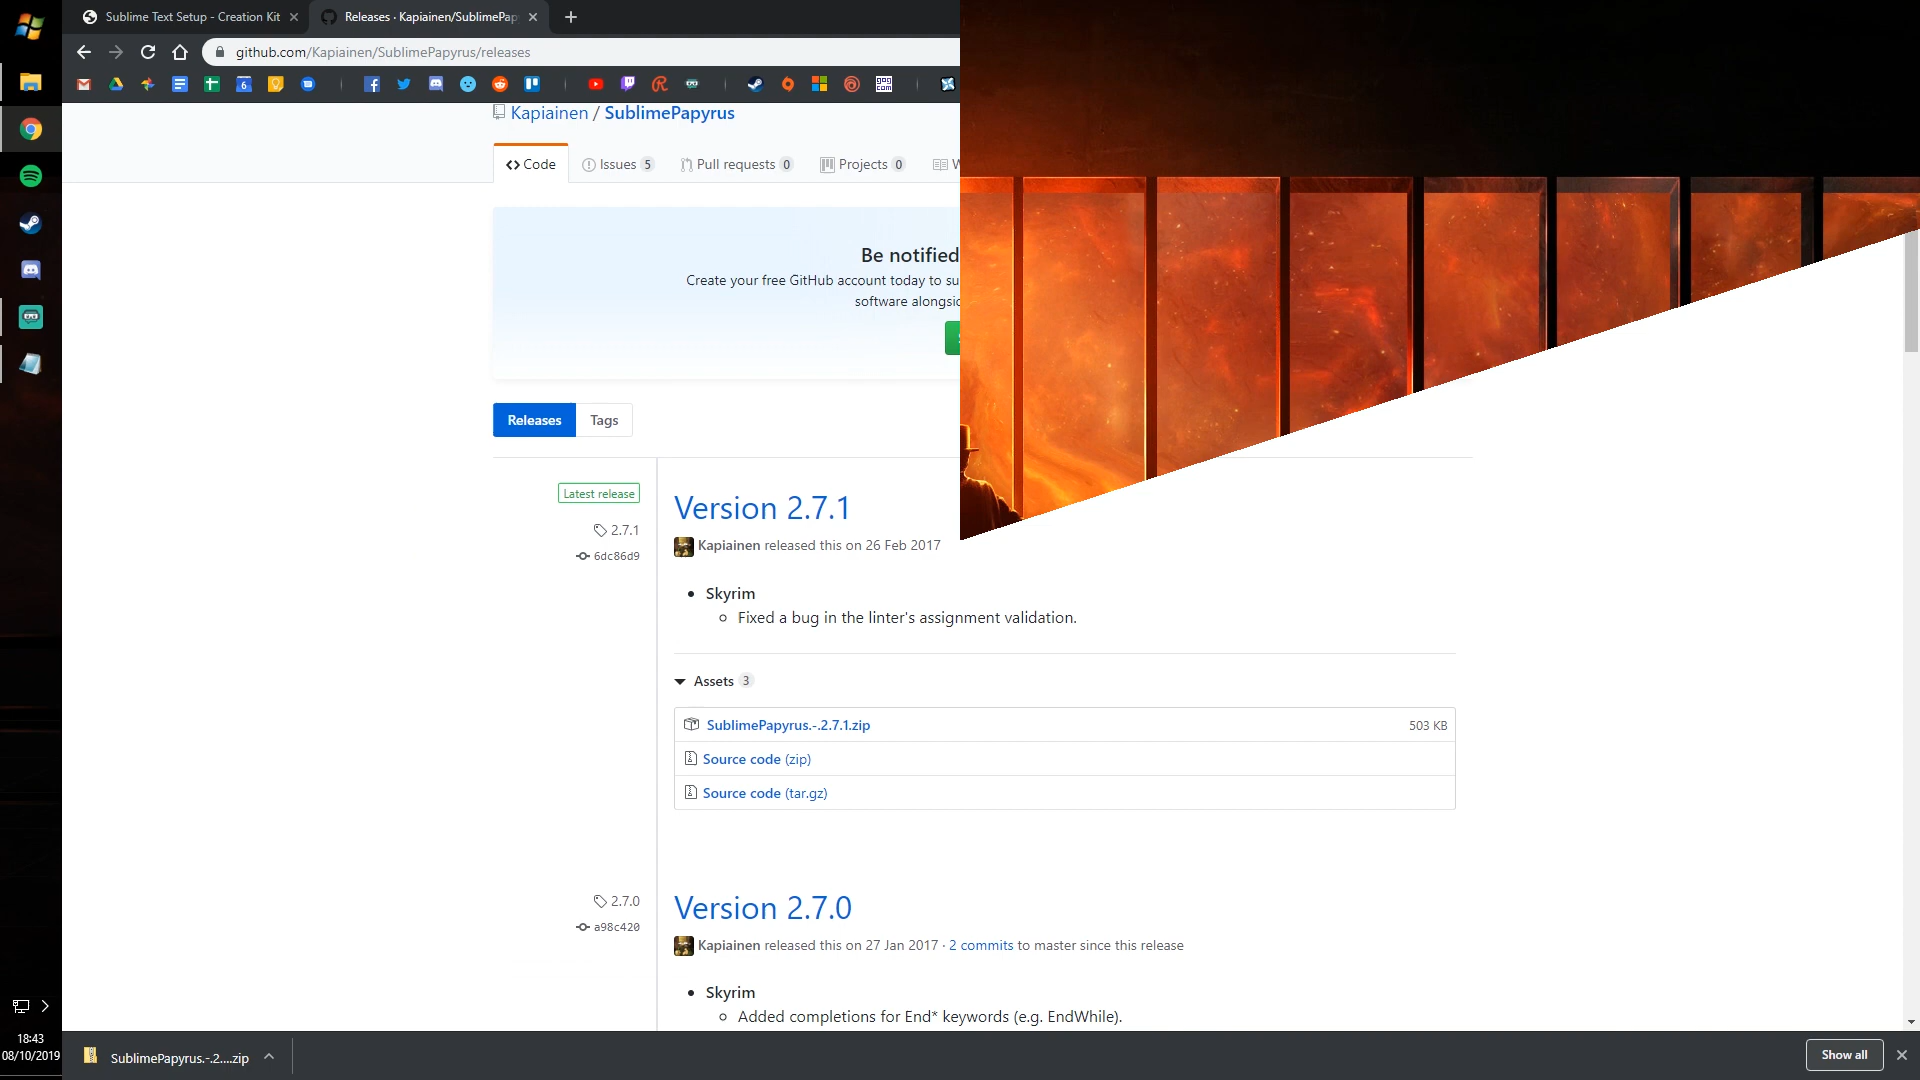 Sublime Text Setup - Creation Kit
Releases · Kapiainen/SublimePap
github.com/Kapiainen/SublimePapyrus/releases
6
gog
com
Kapiainen / SublimePapyrus
Code
Issues 5
Pull requests 0
Projects 0
W
Be notified
Create your free GitHub account today to su
software alongsi
Releases
Tags
Latest release
2.7.1
6dc86d9
Version 2.7.1
Kapiainen released this on 26 Feb 2017
Skyrim
Fixed a bug in the linter's assignment validation.
Assets 3
SublimePapyrus.-.2.7.1.zip
503 KB
Source code (zip)
Source code (tar.gz)
2.7.0
a98c420
Version 2.7.0
Kapiainen released this on 27 Jan 2017 · 2 commits to master since this release
Skyrim
Added completions for End* keywords (e.g. EndWhile).
18:43
08/10/2019
SublimePapyrus.-.2....zip
Show all